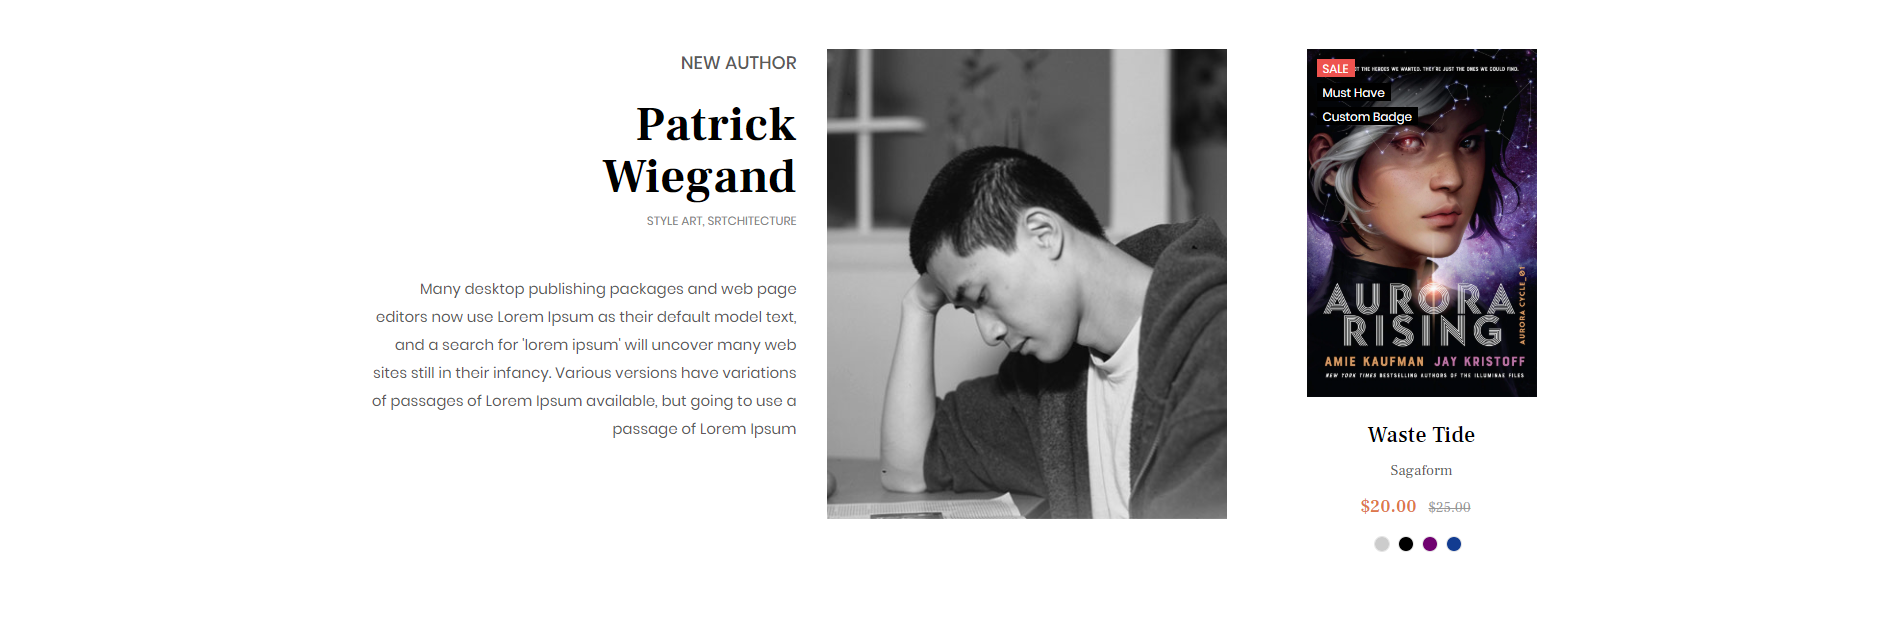 NEW AUTHOR
Patrick
Wiegand
STYLE ART, SRTCHITECTURE
Many desktop publishing packages and web page
editors now use Lorem Ipsum as their default model text,
and a search for 'lorem ipsum' will uncover many web
sites still in their infancy. Various versions have variations
of passages of Lorem Ipsum available, but going to use a
passage of Lorem Ipsum
SALE
THE HEROES WE WANTED. THEY'RE JUST THE ONES WE COULD FIND.
Must Have
Custom Badge
AURORA
RISING
AURORA CYCLE_01
AMIE KAUFMAN JAY KRISTOFF
NEW YORK TIMES BESTSELLING AUTHORS OF THE ILLUMINAE FILES
Waste Tide
Sagaform
$20.00 $25.00